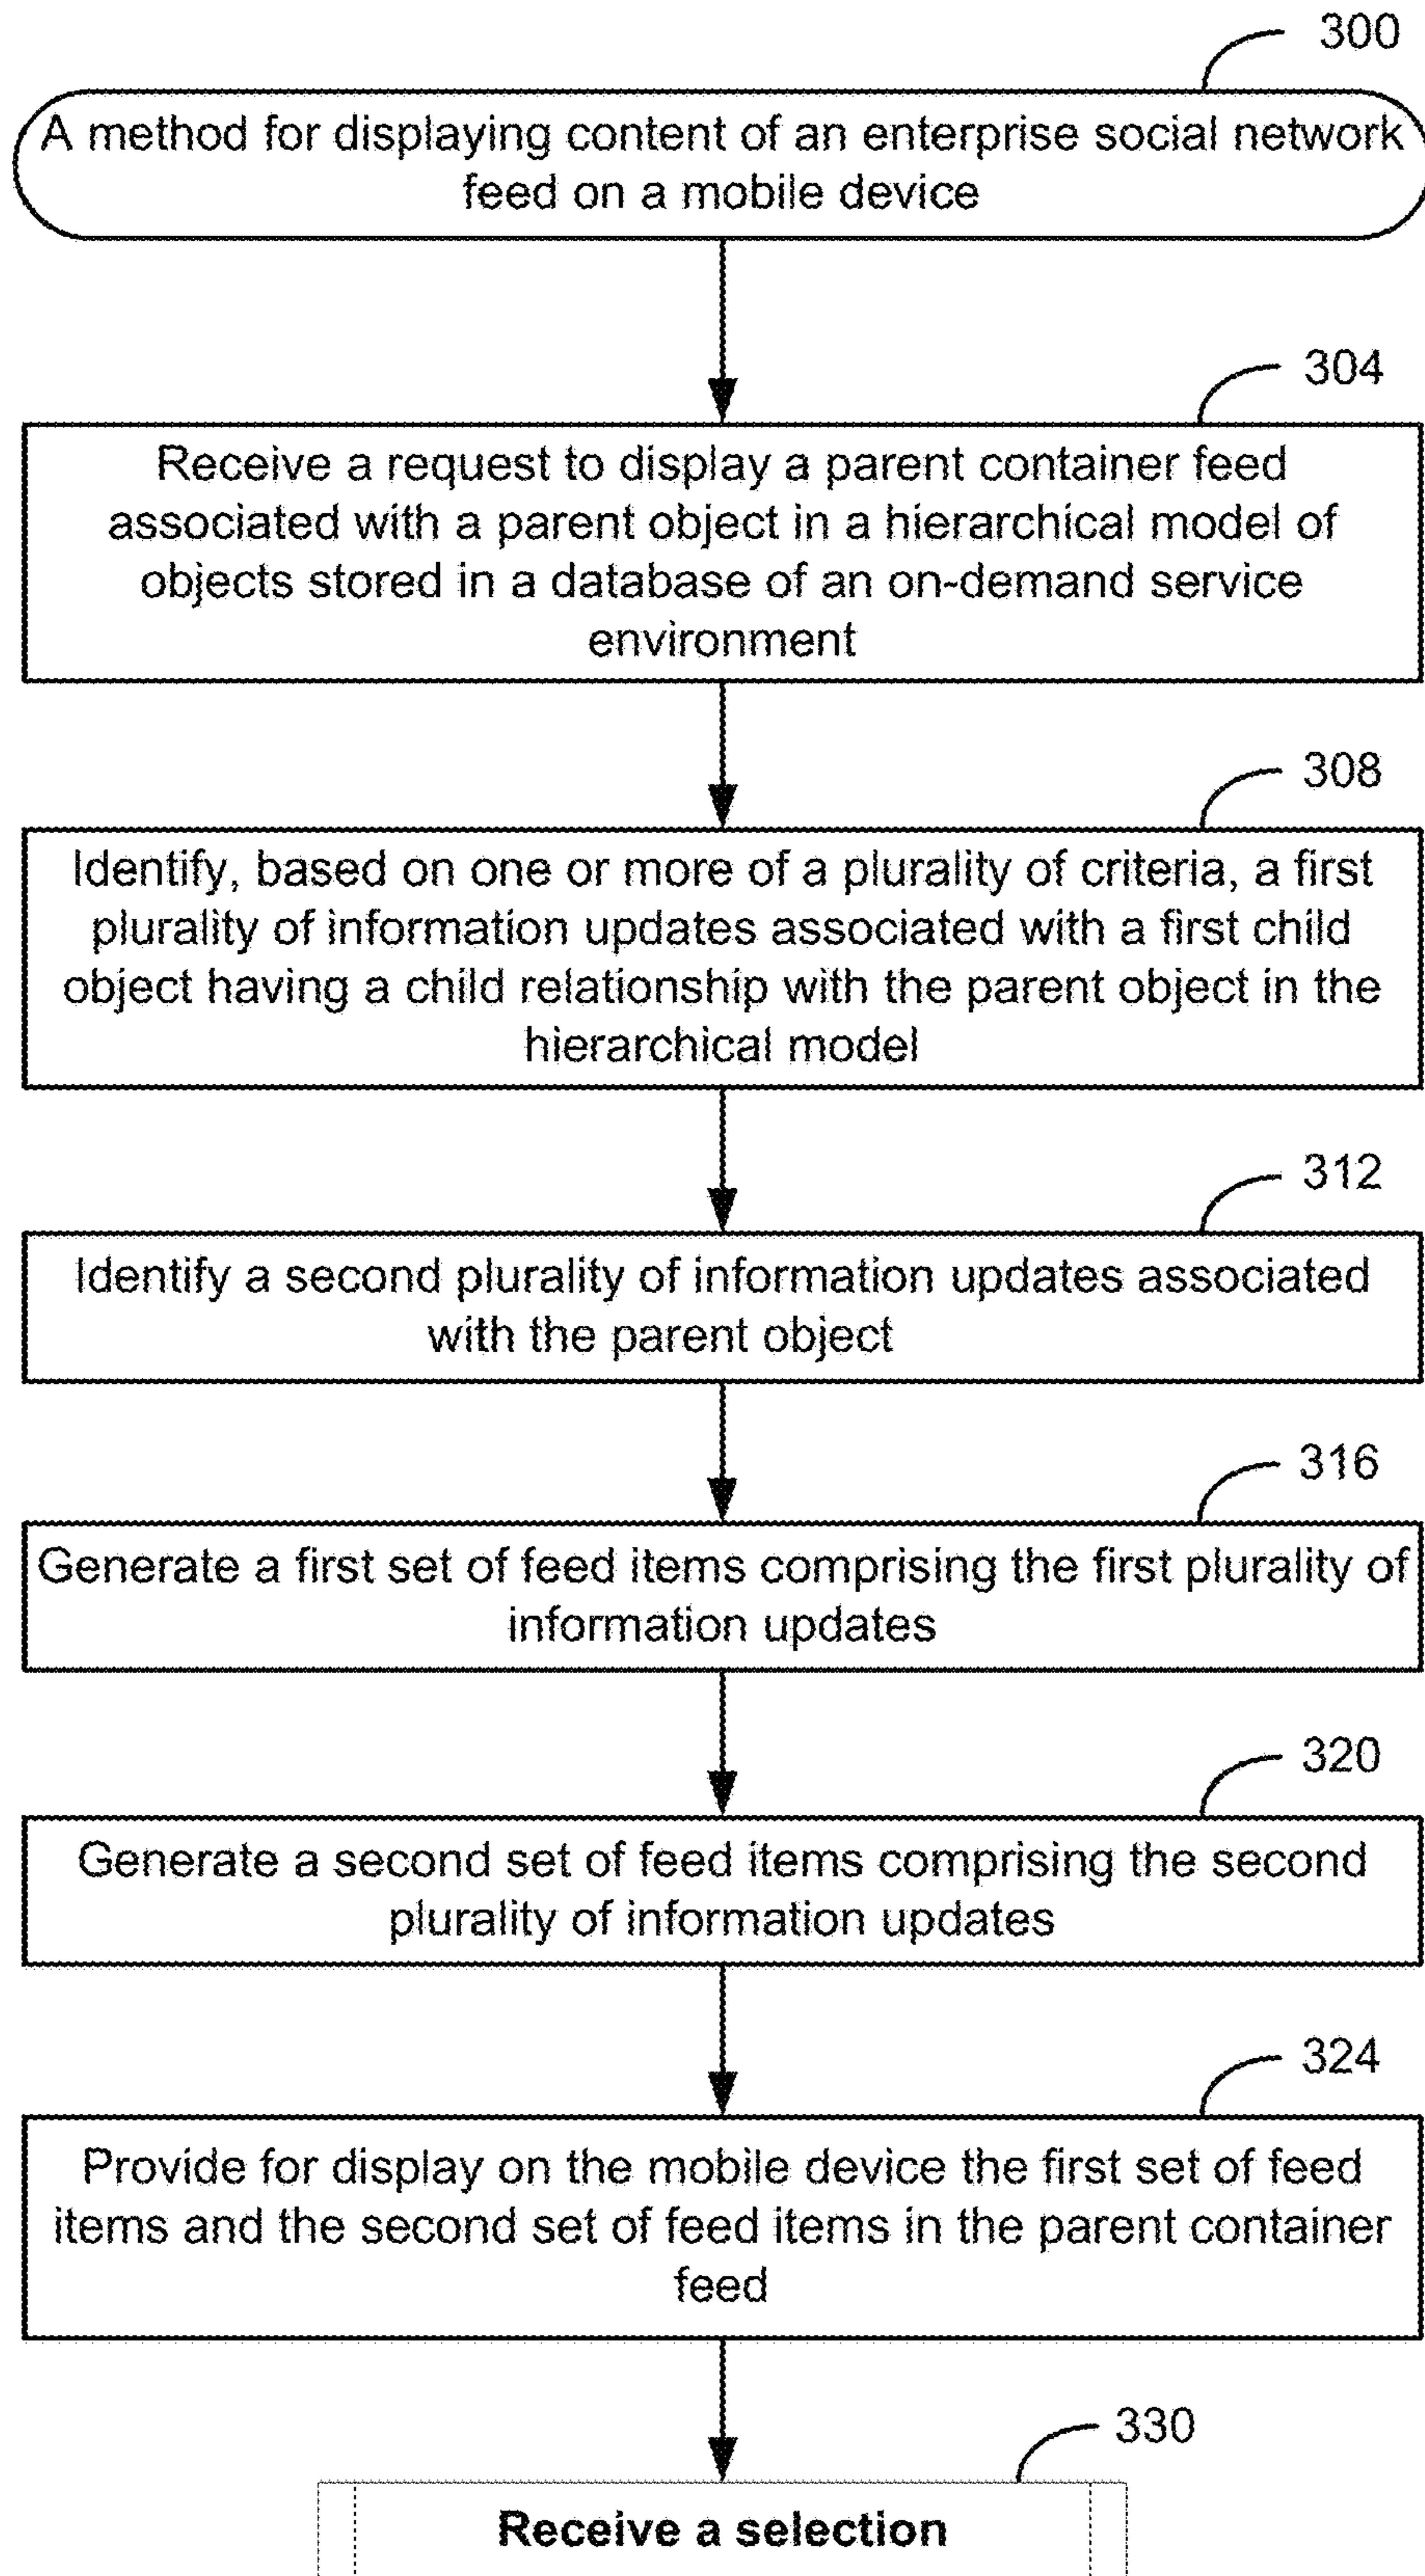 300
A method for displaying content of an enterprise social network
feed on a mobile device
304
Receive a request to display a parent container feed
associated with a parent object in a hierarchical model of
objects stored in a database of an on-demand service
environment
308
Identify, based on one or more of a plurality of criteria, a first
plurality of information updates associated with a first child
object having a child relationship with the parent object in the
hierarchical model
312
Identify a second plurality of information updates associated
with the parent object
316
Generate a first set of feed items comprising the first plurality of
information updates
320
Generate a second set of feed items comprising the second
plurality of information updates
324
Provide for display on the mobile device the first set of feed
items and the second set of feed items in the parent container
feed
330
Receive a selection